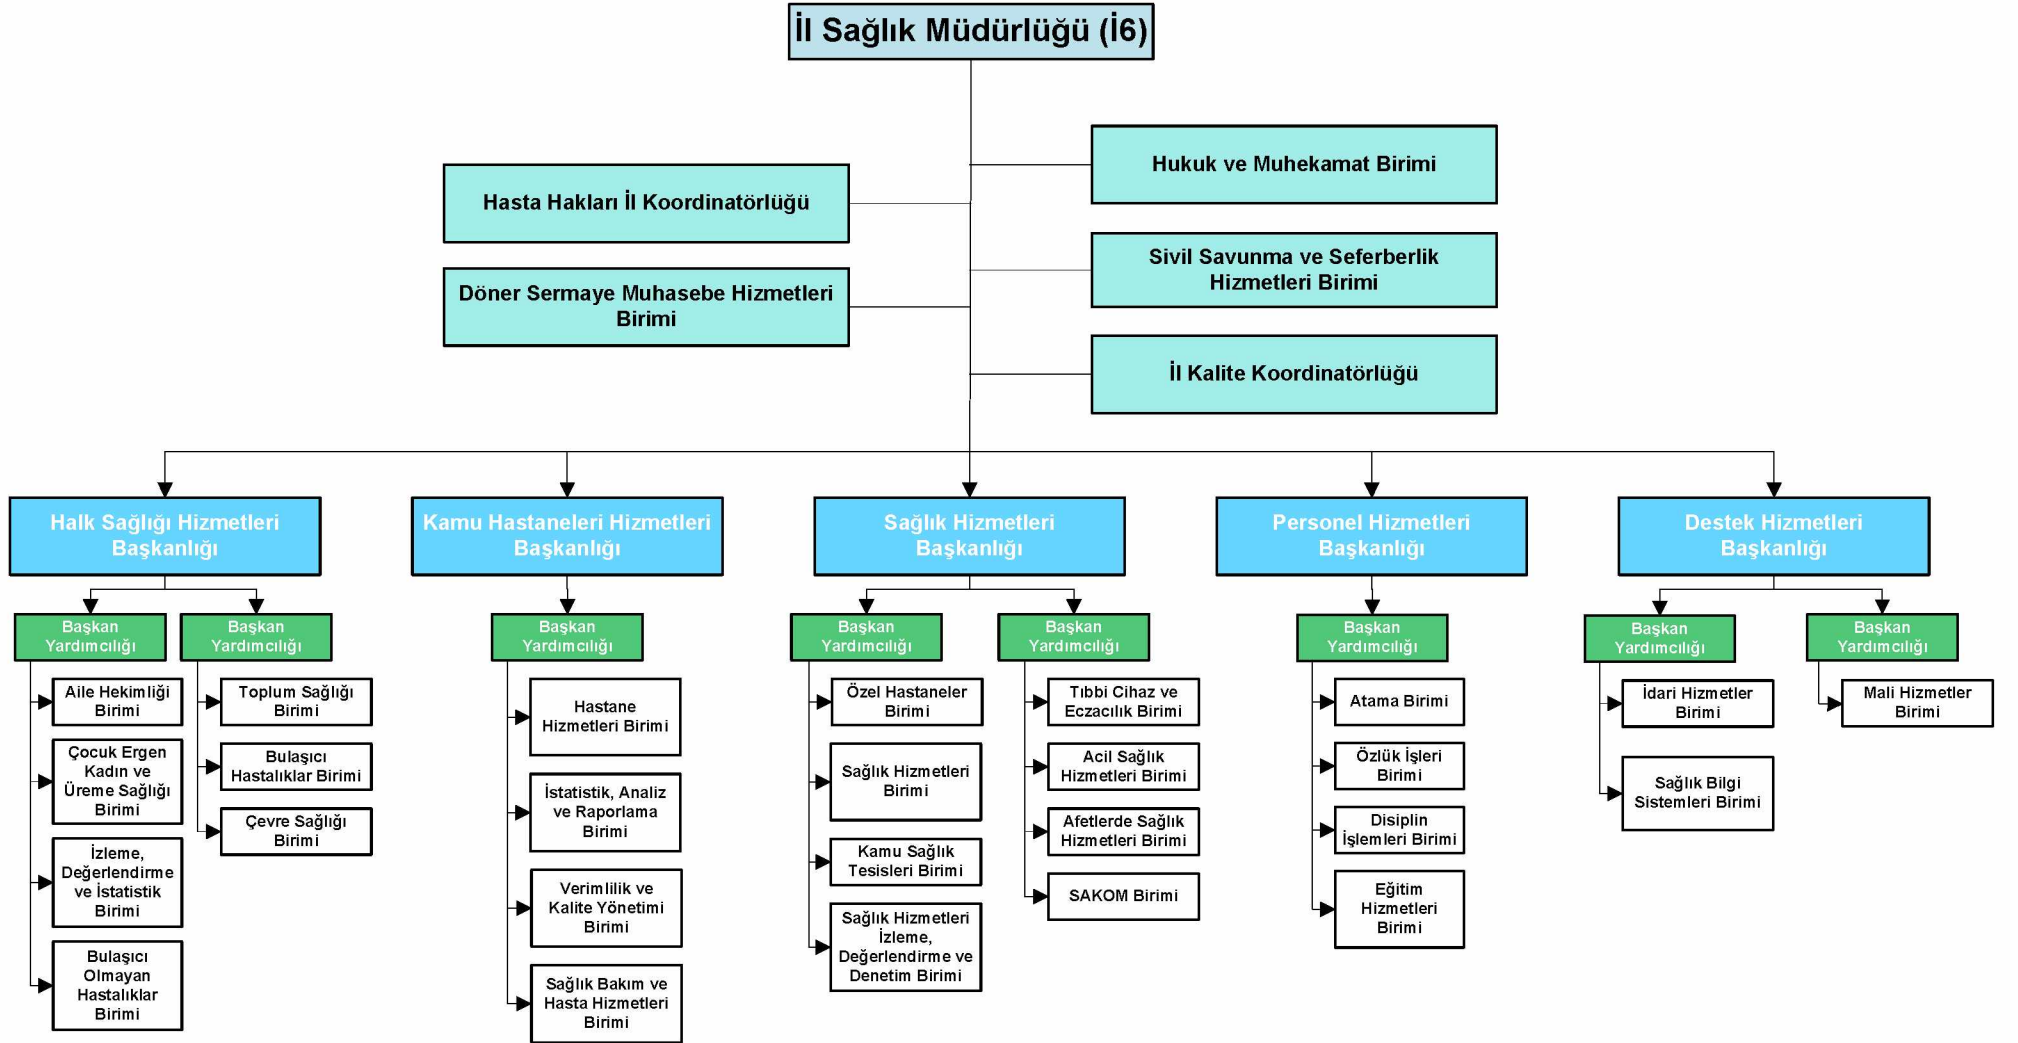 İl Sağlık Müdürlüğü (İ6)
Hukuk ve Muhekamat Birimi
Hasta Hakları İl Koordinatörlüğü
Sivil Savunma ve Seferberlik
Hizmetleri Birimi
Döner Sermaye Muhasebe Hizmetleri
Birimi
İl Kalite Koordinatörlüğü
Halk Sağlığı Hizmetleri
Başkanlığı
Kamu Hastaneleri Hizmetleri
Başkanlığı
Sağlık Hizmetleri
Başkanlığı
Personel Hizmetleri
Başkanlığı
Destek Hizmetleri
Başkanlığı
Başkan
Yardımcılığı
Aile Hekimliği
Birimi
Çocuk Ergen
Kadın ve
Üreme Sağlığı
Birimi
İzleme,
Değerlendirme
ve İstatistik
Birimi
Bulaşıcı
Olmayan
Hastalıklar
Birimi
Başkan
Yardımcılığı
Toplum Sağlığı
Birimi
Bulaşıcı
Hastalıklar Birimi
Çevre Sağlığı
Birimi
Başkan
Yardımcılığı
Hastane
Hizmetleri Birimi
İstatistik, Analiz
ve Raporlama
Birimi
Verimlilik ve
Kalite Yönetimi
Birimi
Sağlık Bakım ve
Hasta Hizmetleri
Birimi
Başkan
Yardımcılığı
Özel Hastaneler
Birimi
Sağlık Hizmetleri
Birimi
Kamu Sağlık
Tesisleri Birimi
Sağlık Hizmetleri
İzleme,
Değerlendirme ve
Denetim Birimi
Başkan
Yardımcılığı
Tıbbi Cihaz ve
Eczacılık Birimi
Acil Sağlık
Hizmetleri Birimi
Afetlerde Sağlık
Hizmetleri Birimi
SAKOM Birimi
Başkan
Yardımcılığı
Atama Birimi
Özlük İşleri
Birimi
Disiplin
İşlemleri Birimi
Eğitim
Hizmetleri
Birimi
Başkan
Yardımcılığı
İdari Hizmetler
Birimi
Sağlık Bilgi
Sistemleri Birimi
Başkan
Yardımcılığı
Mali Hizmetler
Birimi